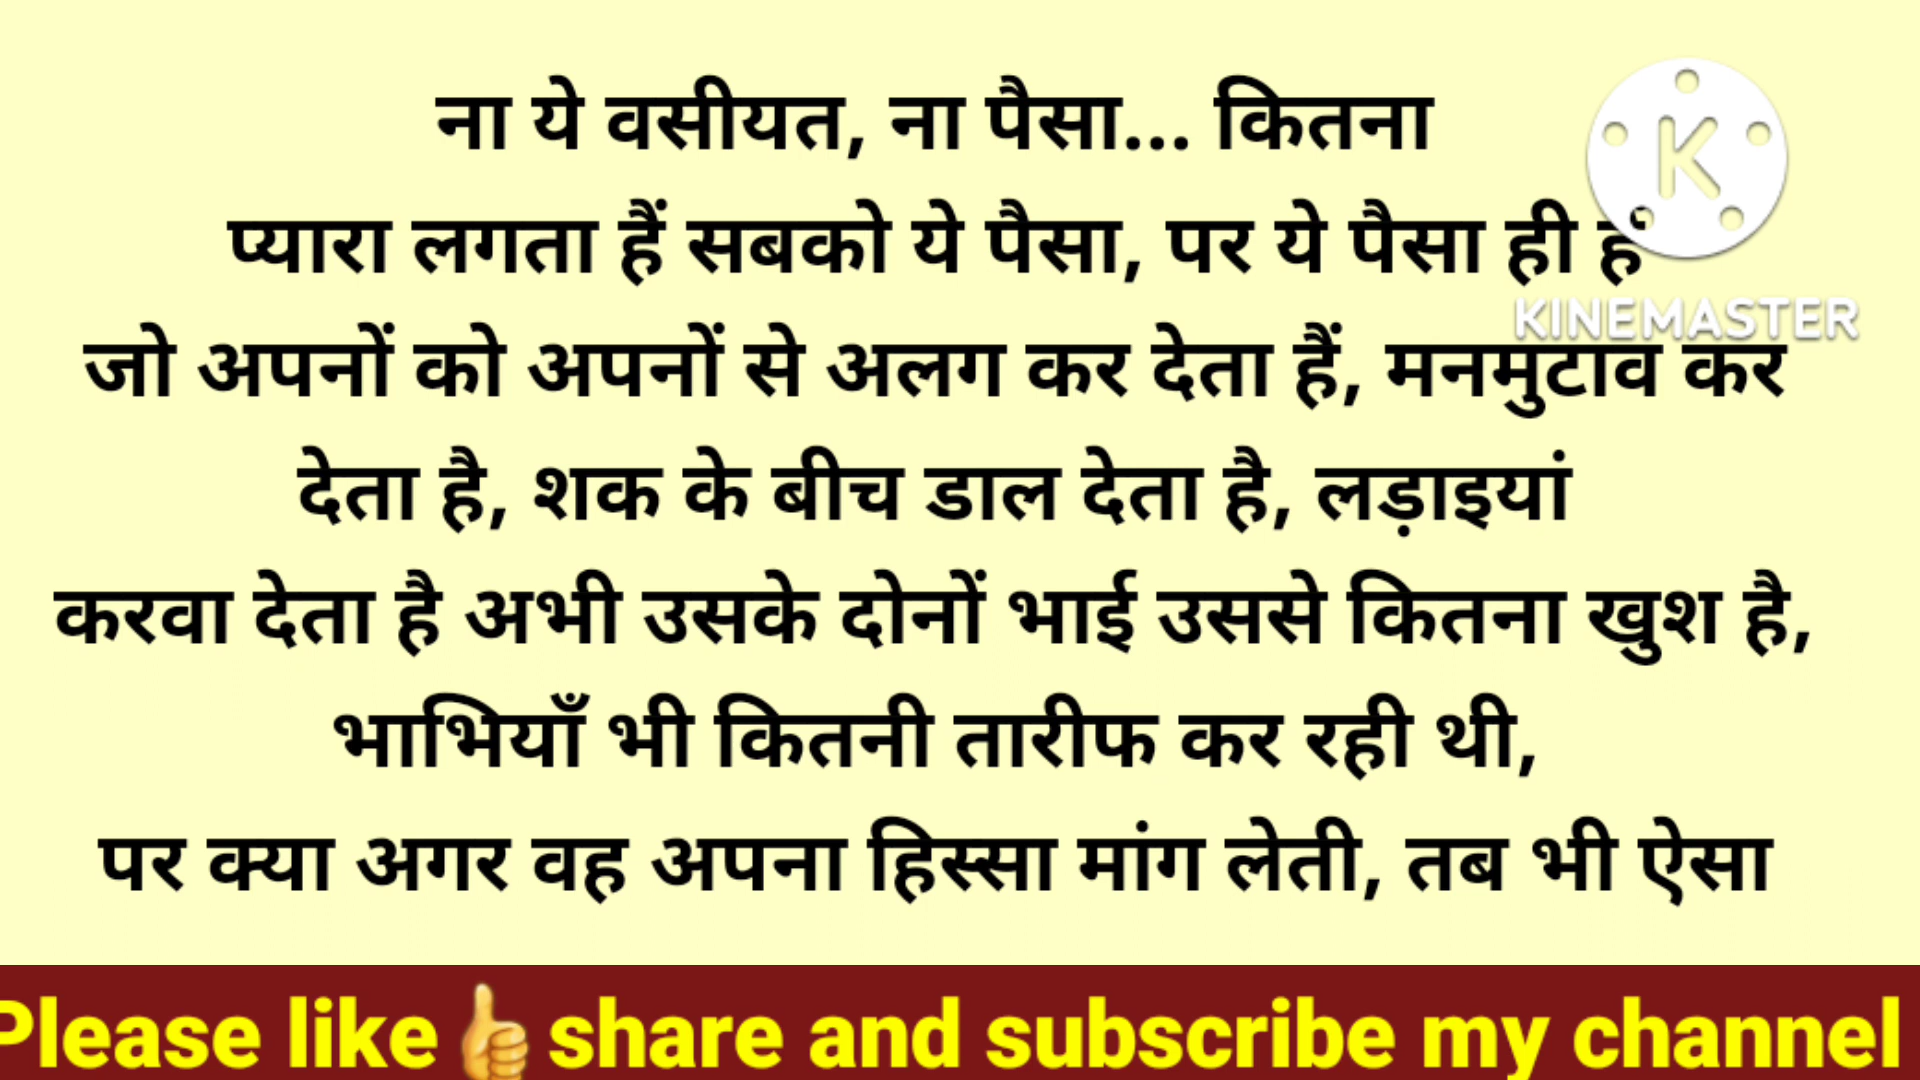 ना ये वसीयत, ना पैसा... कितना
प्यारा लगता हैं सबको ये पैसा, पर ये पैसा ही
जो अपनों को अपनों से अलग कर देता हैं, मनमुटाव कर
देता है, शक के बीच डाल देता है, लड़ाइयां
करवा देता है अभी उसके दोनों भाई उससे कितना खुश है,
भाभियाँ भी कितनी तारीफ कर रही थी,
पर क्या अगर वह अपना हिस्सा मांग लेती, तब भी ऐसा
K
KINEMASTER
Please like👍share and subscribe my channel